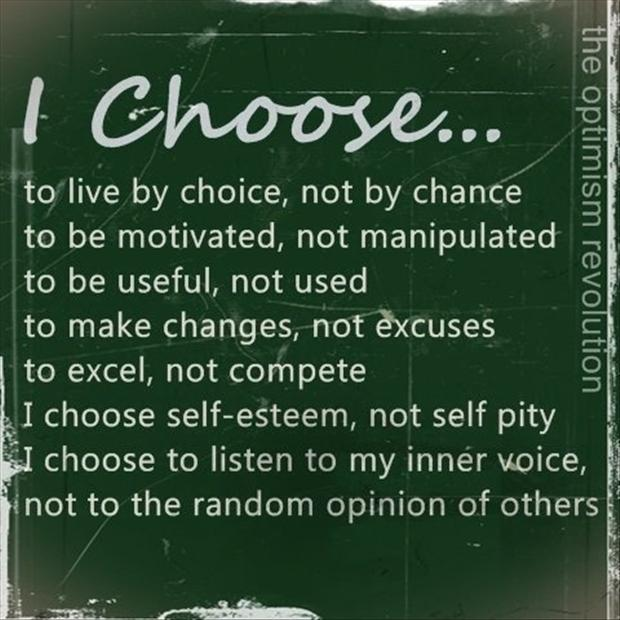 I Choose...
to live by choice, not by chance
to be motivated, not manipulated
to be useful, not used
to make changes, not excuses
to excel, not compete
I choose self-esteem, not self pity
I choose to listen to my inner voice,
not to the random opinion of others
the optimism revolution